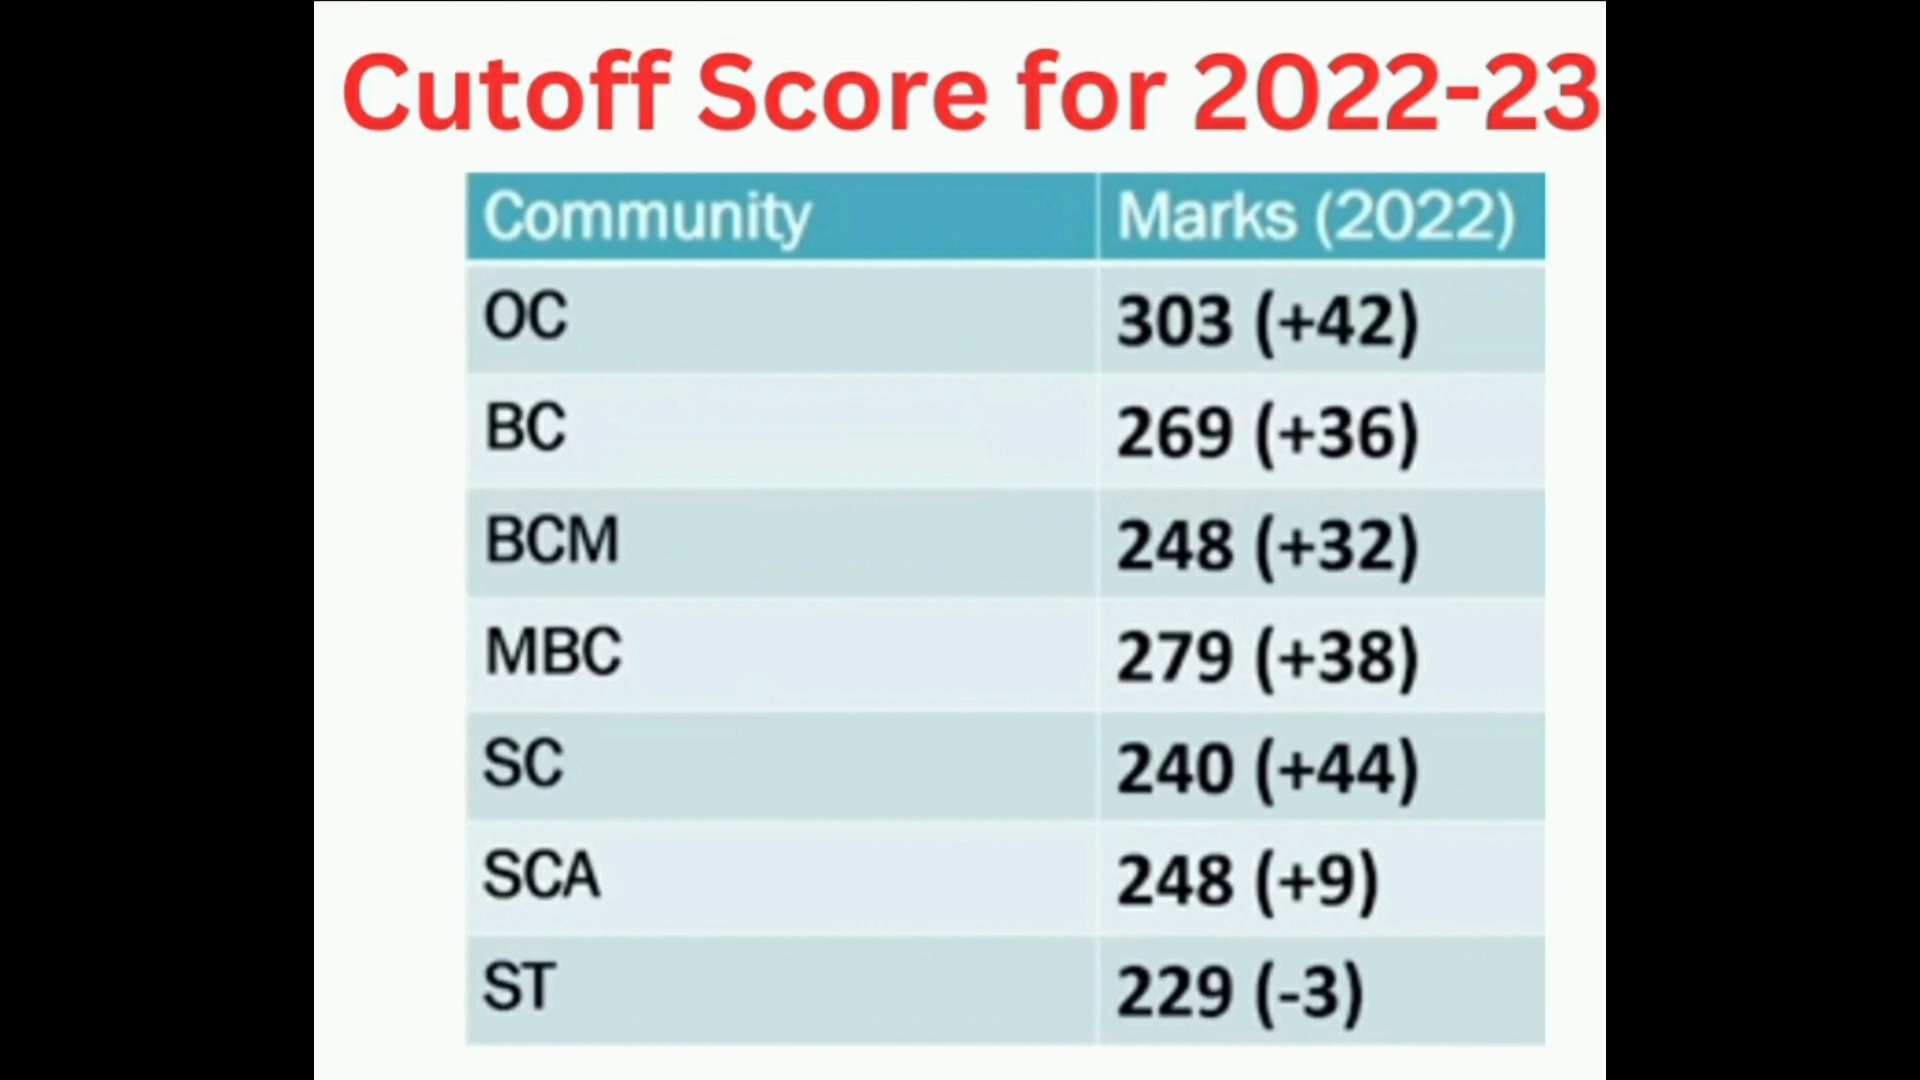 Cutoff Score for 2022-23
Community Marks (2022)
OC 303 (+42)
BC 269 (+36)
BCM 248 (+32)
MBC 279 (+38)
SC 240 (+44)
SCA 248 (+9)
ST 229 (-3)